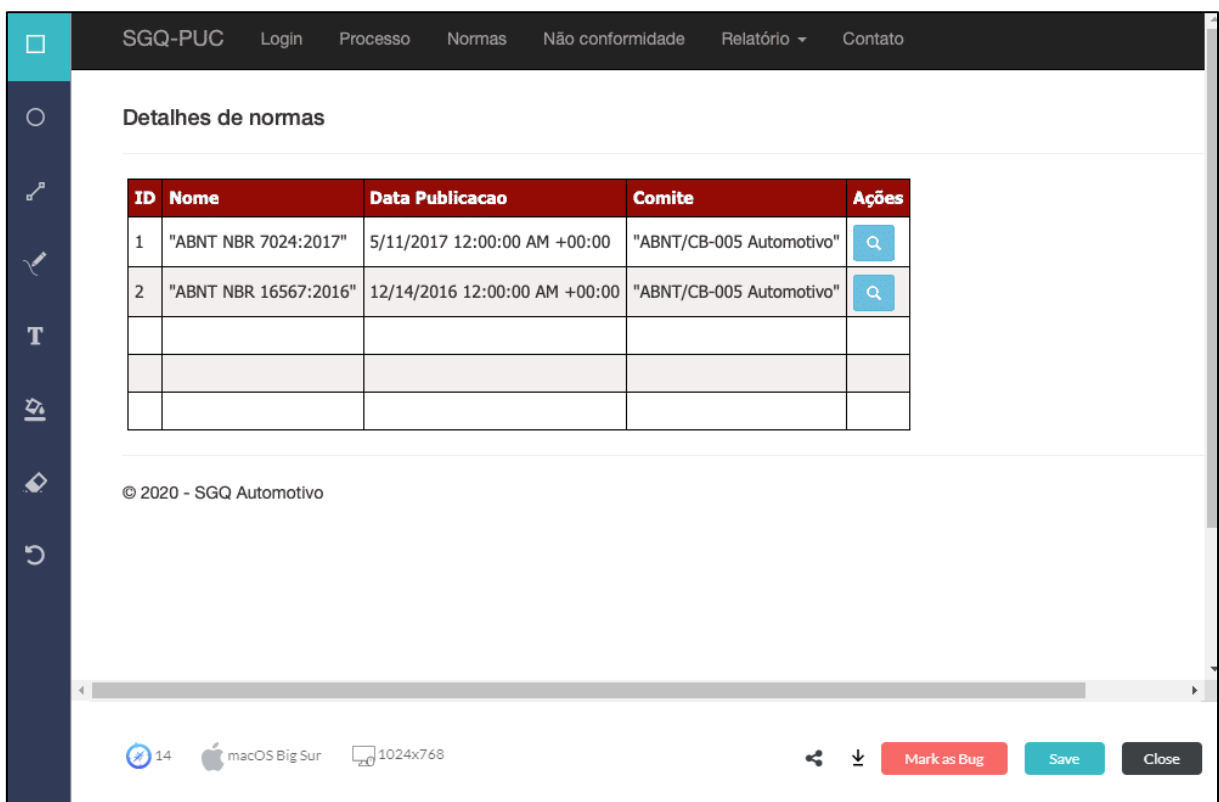 SGQ-PUC Login Processo Normas Não conformidade Relatório Contato
Detalhes de normas
ID Nome Data Publicacao Comite Ações
1 "ABNT NBR 7024:2017" 5/11/2017 12:00:00 AM +00:00 "ABNT/CB-005 Automotivo"
2 "ABNT NBR 16567:2016" 12/14/2016 12:00:00 AM +00:00 "ABNT/CB-005 Automotivo"
T
© 2020 - SGQ Automotivo
14 macOS Big Sur 1024x768 Mark as Bug Save Close